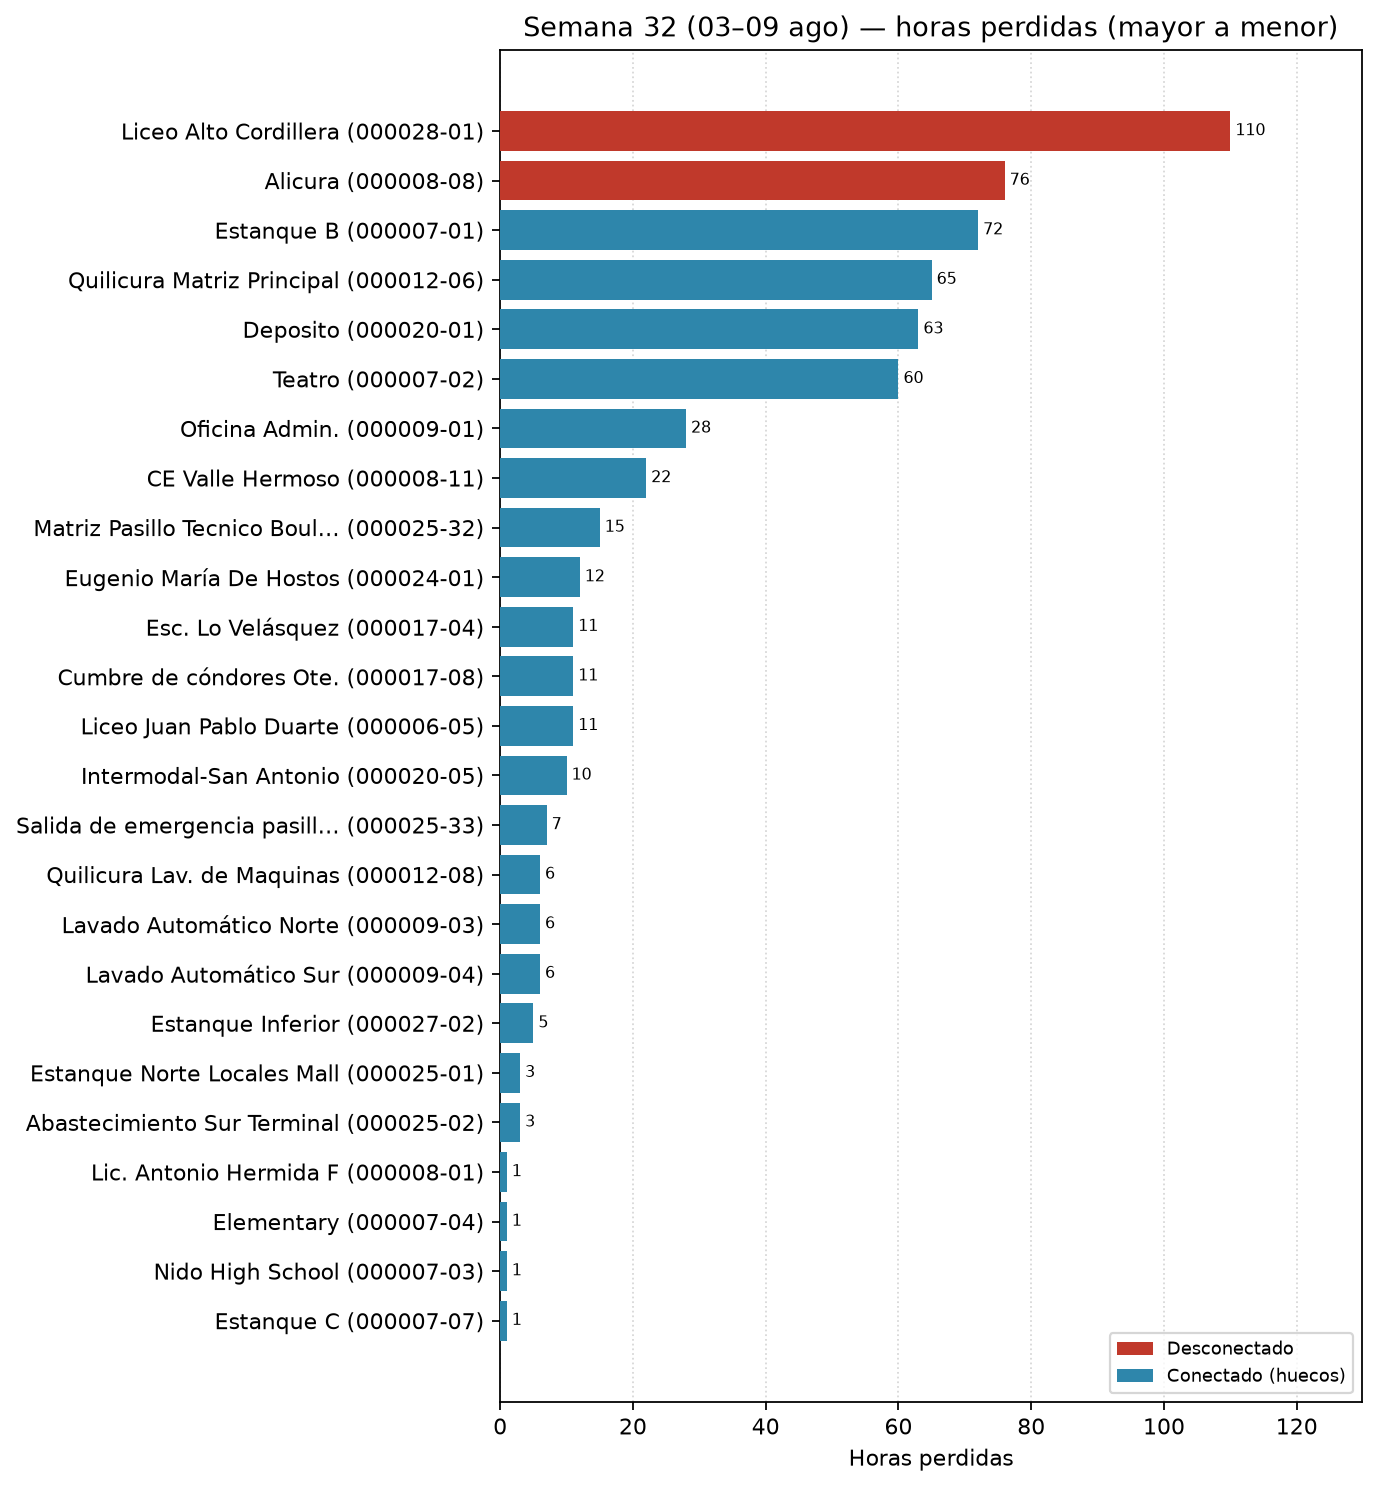 Semana 32 (03–09 ago) — horas perdidas (mayor a menor)
Liceo Alto Cordillera (000028-01) 110
Alicura (000008-08) 76
Estanque B (000007-01) 72
Quilicura Matriz Principal (000012-06) 65
Deposito (000020-01) 63
Teatro (000007-02) 60
Oficina Admin. (000009-01) 28
CE Valle Hermoso (000008-11) 22
Matriz Pasillo Tecnico Boul… (000025-32) 15
Eugenio María De Hostos (000024-01) 12
Esc. Lo Velásquez (000017-04) 11
Cumbre de cóndores Ote. (000017-08) 11
Liceo Juan Pablo Duarte (000006-05) 11
Intermodal-San Antonio (000020-05) 10
Salida de emergencia pasill… (000025-33) 7
Quilicura Lav. de Maquinas (000012-08) 6
Lavado Automático Norte (000009-03) 6
Lavado Automático Sur (000009-04) 6
Estanque Inferior (000027-02) 5
Estanque Norte Locales Mall (000025-01) 3
Abastecimiento Sur Terminal (000025-02) 3
Lic. Antonio Hermida F (000008-01) 1
Elementary (000007-04) 1
Nido High School (000007-03) 1
Estanque C (000007-07) 1
Desconectado
Conectado (huecos)
0 20 40 60 80 100 120
Horas perdidas